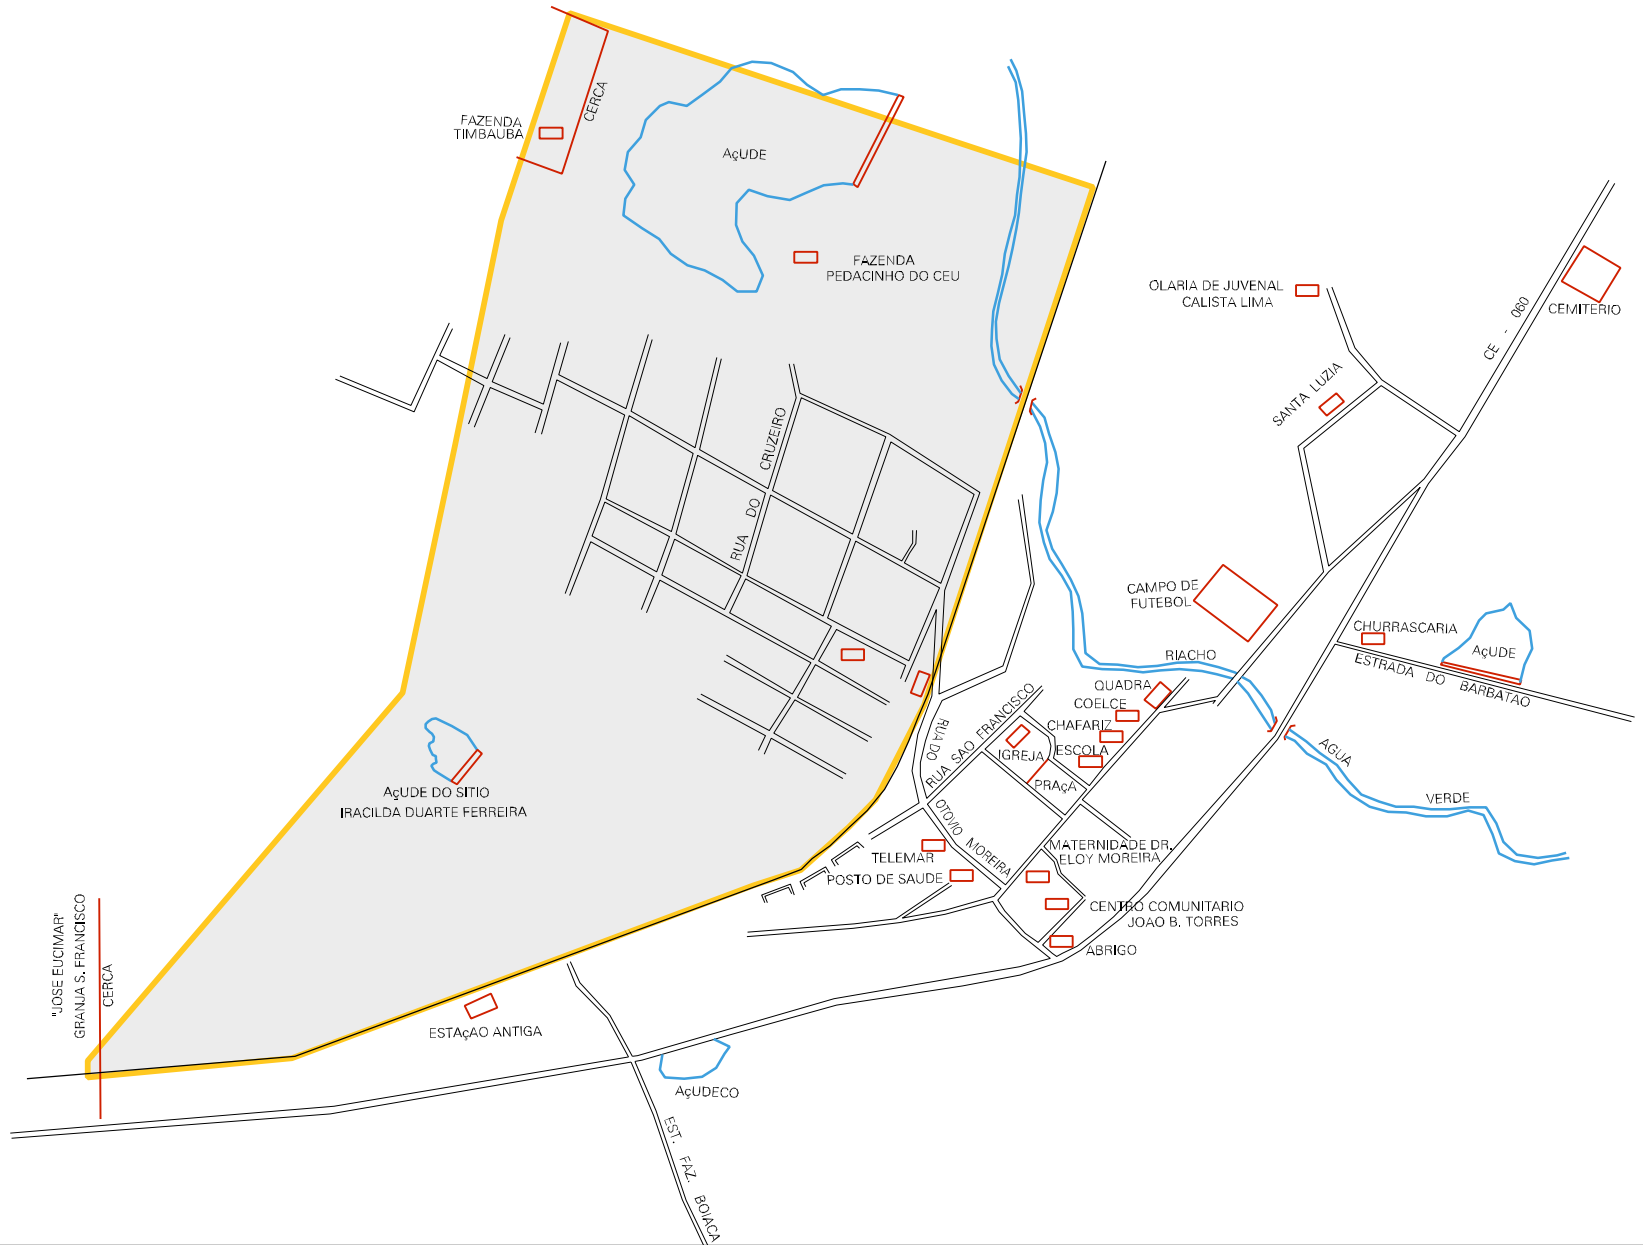 FAZENDA
TIMBAUBA
CERCA
AçUDE
FAZENDA
PEDACINHO DO CEU
OLARIA DE JUVENAL
CALISTA LIMA
CE - 060
CEMITERIO
SANTA LUZIA
RUA DO CRUZEIRO
CAMPO DE
FUTEBOL
CHURRASCARIA
AçUDE
ESTRADA DO BARBATAO
RIACHO
QUADRA
COELCE
CHAFARIZ
ESCOLA
IGREJA
PRAçA
RUA SAO FRANCISCO
RUA DO
OTOVIO MOREIRA
AGUA
VERDE
AçUDE DO SITIO
IRACILDA DUARTE FERREIRA
TELEMAR
POSTO DE SAUDE
MATERNIDADE DR.
ELOY MOREIRA
CENTRO COMUNITARIO
JOAO B. TORRES
ABRIGO
"JOSE EUCIMAR"
GRANJA S. FRANCISCO
CERCA
ESTAçAO ANTIGA
AçUDECO
EST. FAZ. BOIACA